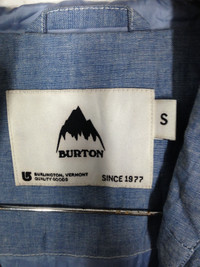 BURTON
S
BURLINGTON, VERMONT
QUALITY GOODS
SINCE 1977